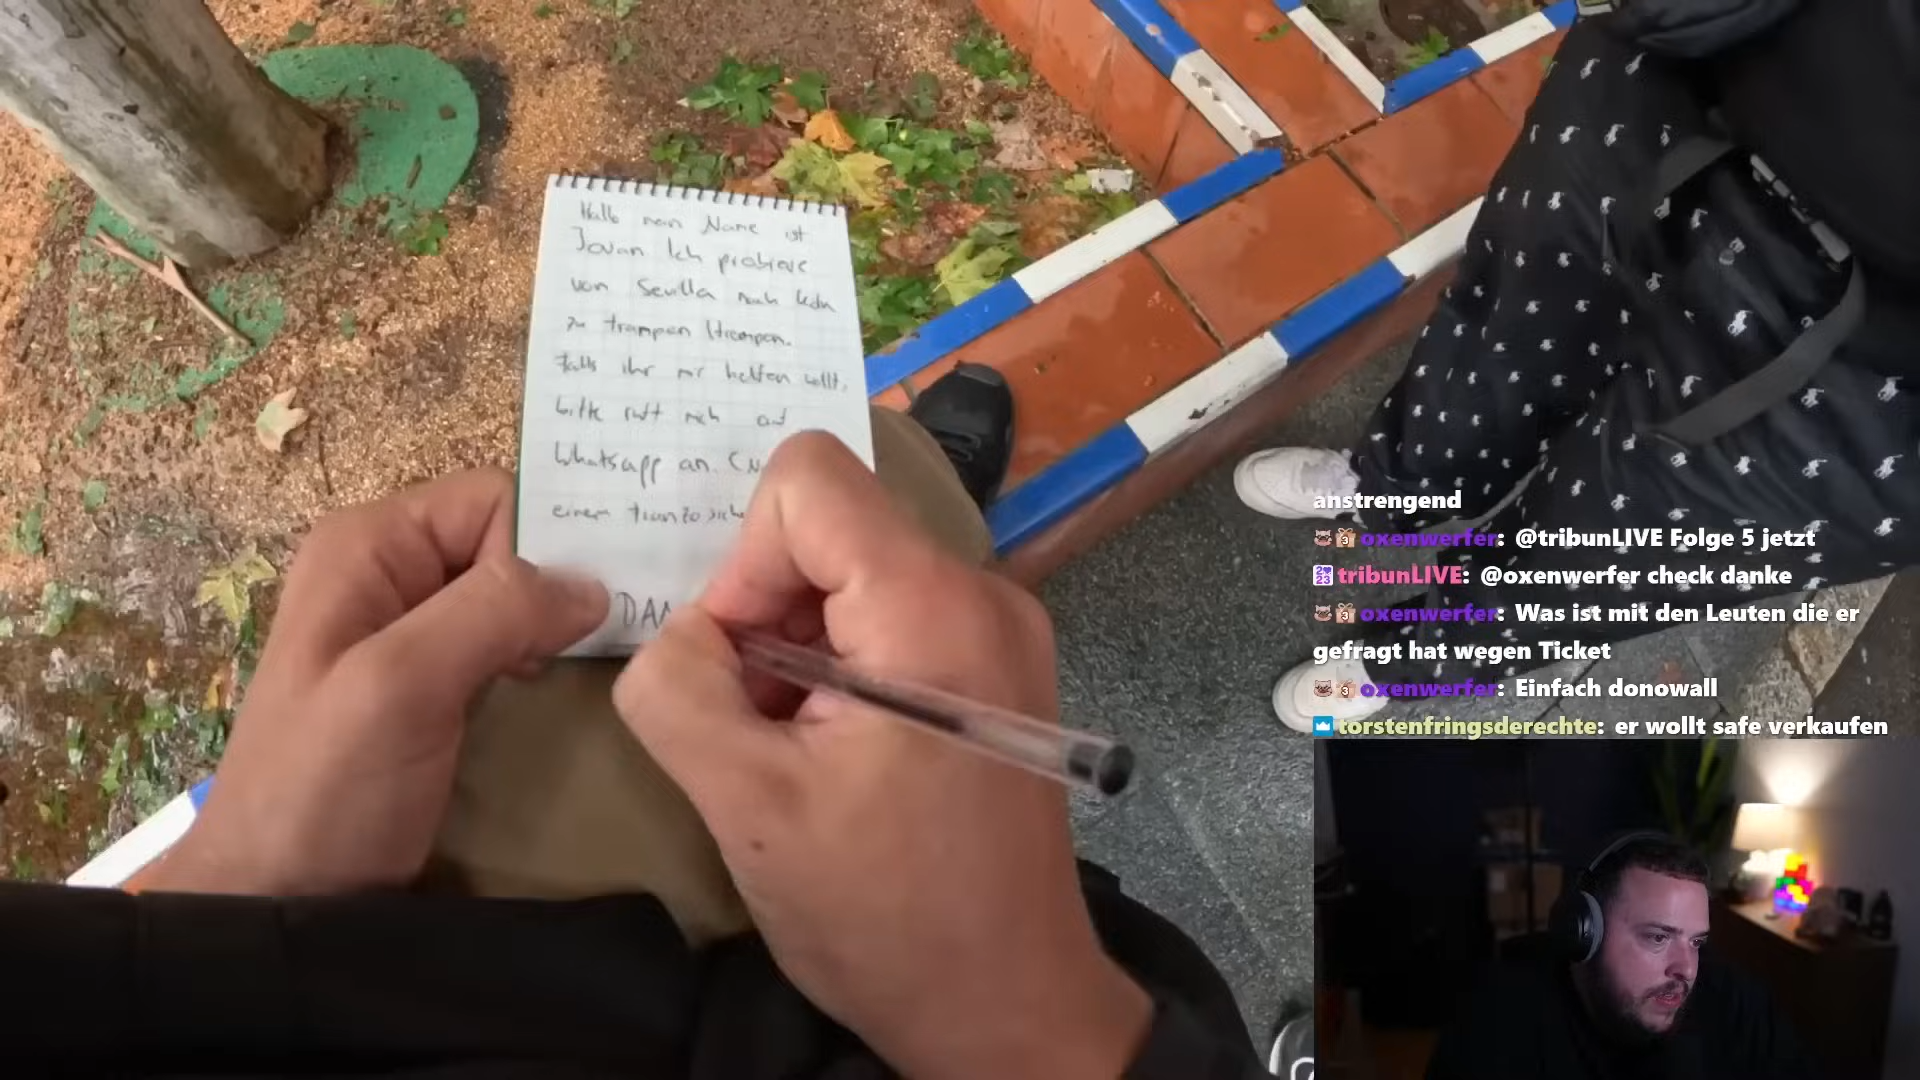 Hallo mein Name ist
Jovan Ich probiere
von Sevilla nach Köln
zu trampen
Falls ihr mir helfen wollt,
bitte ruft mich auf
Whatsapp an.
einem
DAN
anstrengend
oxenwerfer: @tribunLIVE Folge 5 jetzt
tribunLIVE: @oxenwerfer check danke
oxenwerfer: Was ist mit den Leuten die er
gefragt hat wegen Ticket
oxenwerfer: Einfach donowall
torstenfringsderechte: er wollt safe verkaufen